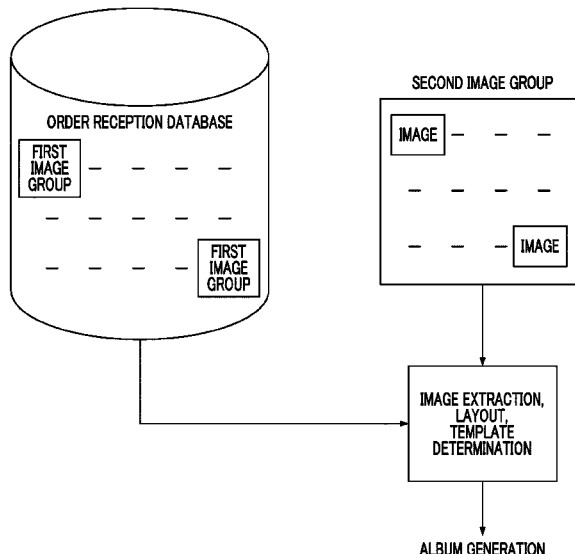 SECOND IMAGE GROUP
ORDER RECEPTION DATABASE
FIRST
IMAGE
GROUP
IMAGE
FIRST
IMAGE
GROUP
IMAGE
IMAGE EXTRACTION,
LAYOUT,
TEMPLATE
DETERMINATION
ALBUM GENERATION